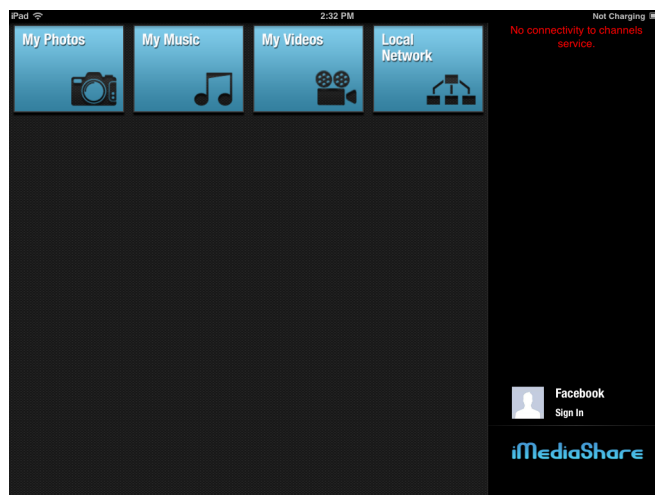 iPad 2:32 PM Not Charging
My Photos
My Music
My Videos
Local
Network
No connectivity to channels
service.
Facebook
Sign In
iMediaShare